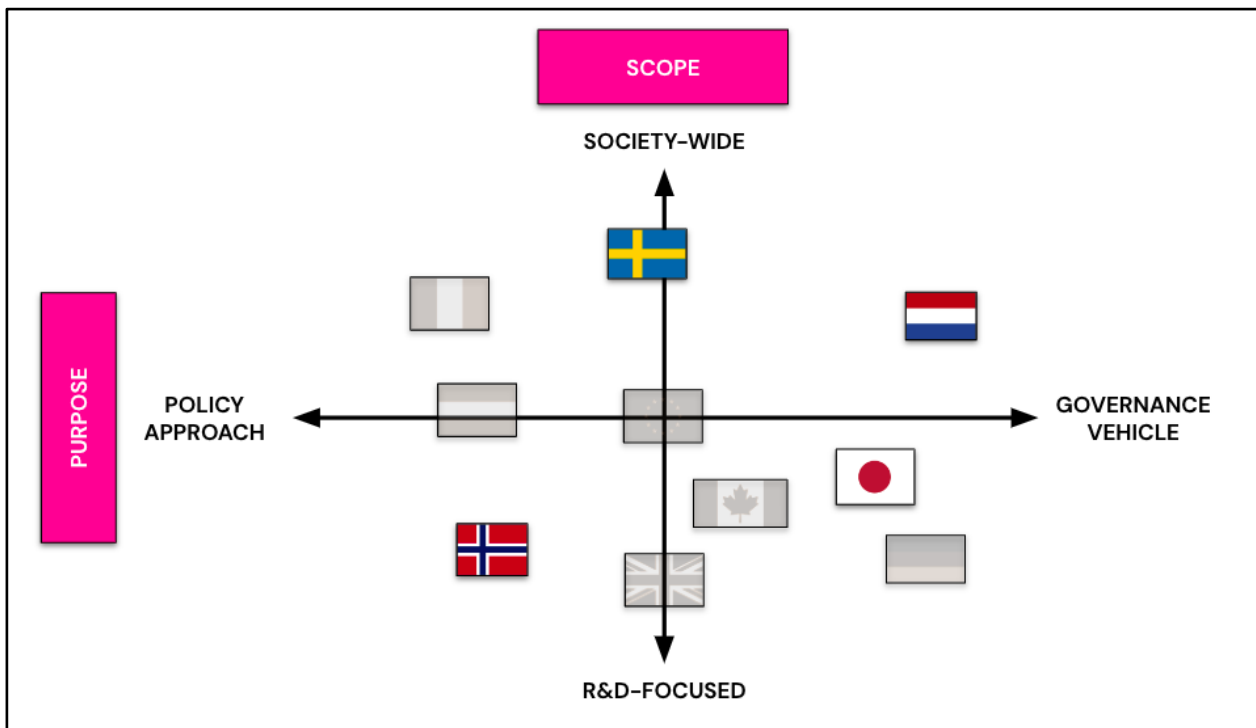 SCOPE
SOCIETY-WIDE
PURPOSE
POLICY
APPROACH
GOVERNANCE
VEHICLE
R&D-FOCUSED